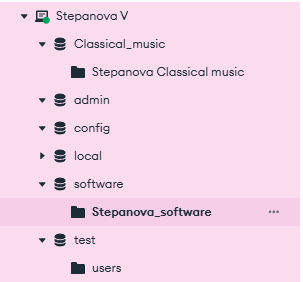 Stepanova V
Classical_music
Stepanova Classical music
admin
config
local
software
Stepanova_software
test
users